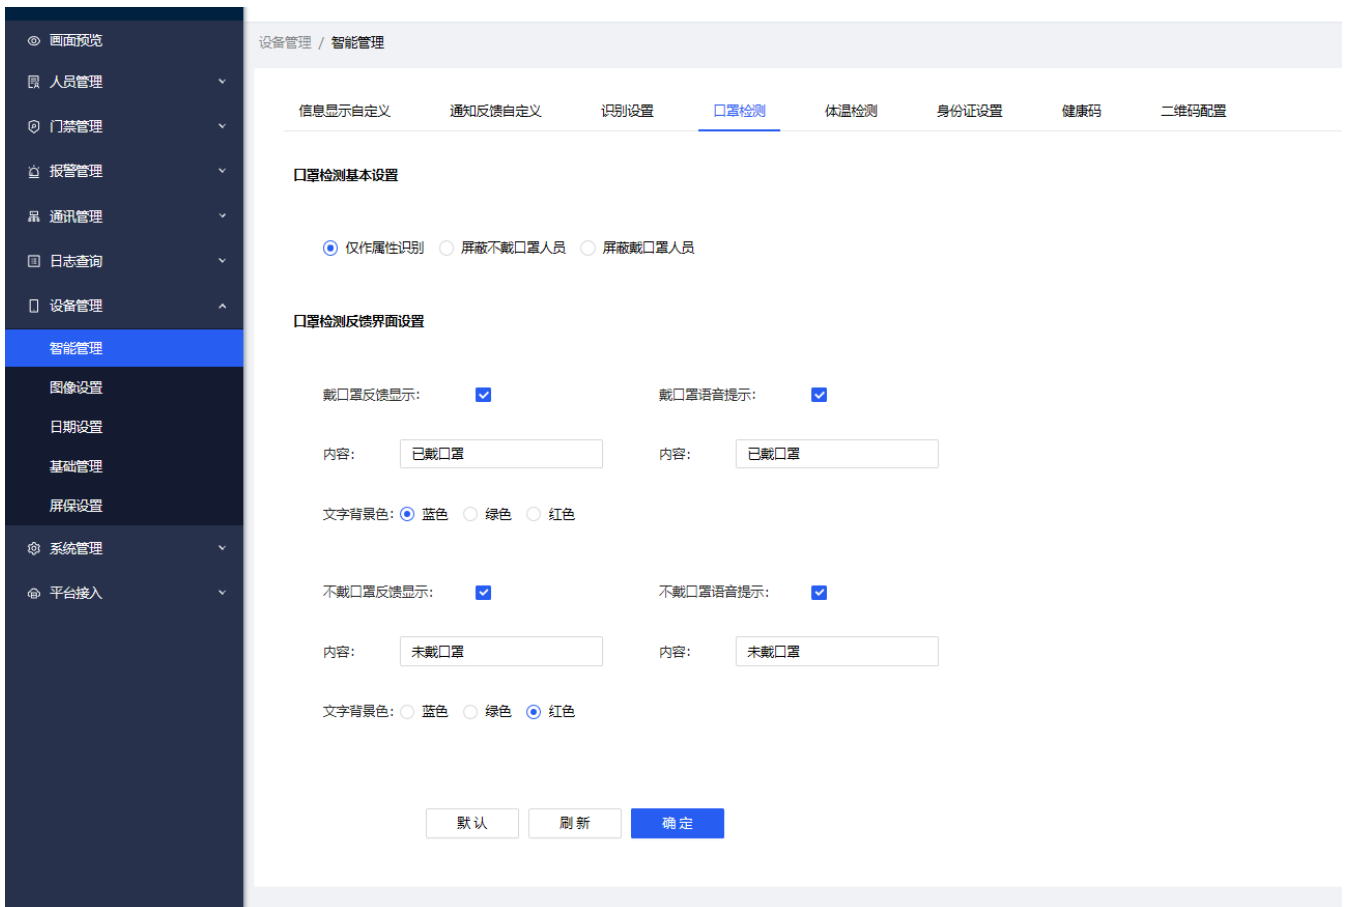 画面预览
人员管理
门禁管理
报警管理
通讯管理
日志查询
设备管理
智能管理
图像设置
日期设置
基础管理
屏保设置
系统管理
平台接入
设备管理 / 智能管理
信息显示自定义 通知反馈自定义 识别设置 口罩检测 体温检测 身份证设置 健康码 二维码配置
口罩检测基本设置
仅作属性识别 屏蔽不戴口罩人员 屏蔽戴口罩人员
口罩检测反馈界面设置
戴口罩反馈显示: 戴口罩语音提示:
内容: 已戴口罩 内容: 已戴口罩
文字背景色: 蓝色 绿色 红色
不戴口罩反馈显示: 不戴口罩语音提示:
内容: 未戴口罩 内容: 未戴口罩
文字背景色: 蓝色 绿色 红色
默认 刷新 确定